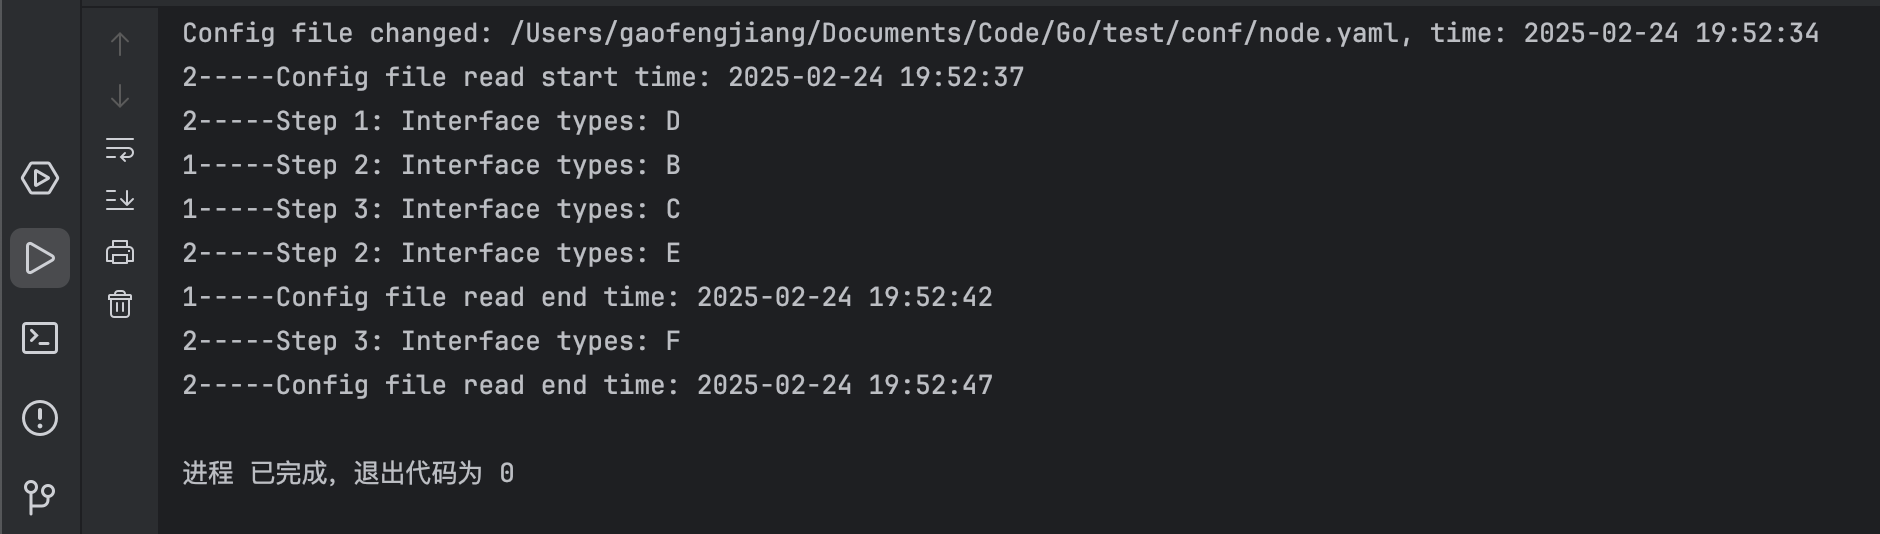 Config file changed: /Users/gaofengjiang/Documents/Code/Go/test/conf/node.yaml, time: 2025-02-24 19:52:34
2-----Config file read start time: 2025-02-24 19:52:37
2-----Step 1: Interface types: D
1-----Step 2: Interface types: B
1-----Step 3: Interface types: C
2-----Step 2: Interface types: E
1-----Config file read end time: 2025-02-24 19:52:42
2-----Step 3: Interface types: F
2-----Config file read end time: 2025-02-24 19:52:47
进程 已完成，退出代码为 0